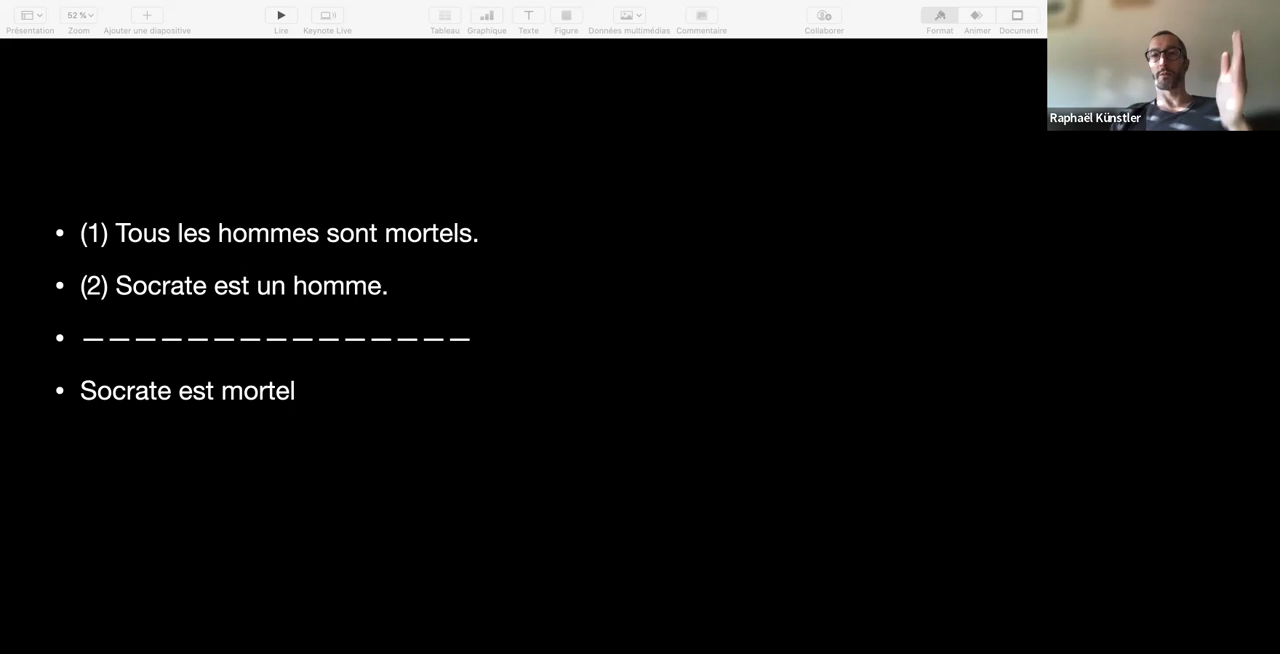 52 %
Présentation Zoom Ajouter une diapositive Lire Keynote Live Tableau Graphique Texte Figure Données multimédias Commentaire Collaborer Format Animer Document
Raphaël Künstler
• (1) Tous les hommes sont mortels.
• (2) Socrate est un homme.
• — — — — — — — — — — — — — — —
• Socrate est mortel